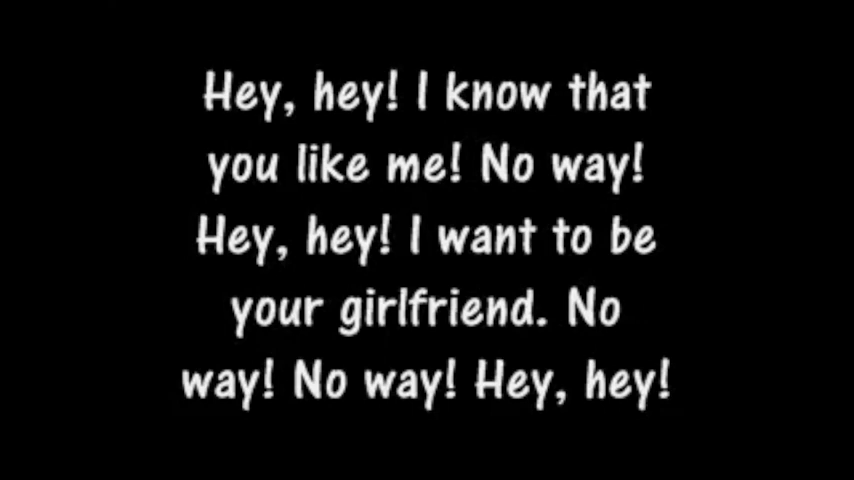 Hey, hey! I know that
you like me! No way!
Hey, hey! I want to be
your girlfriend. No
way! No way! Hey, hey!